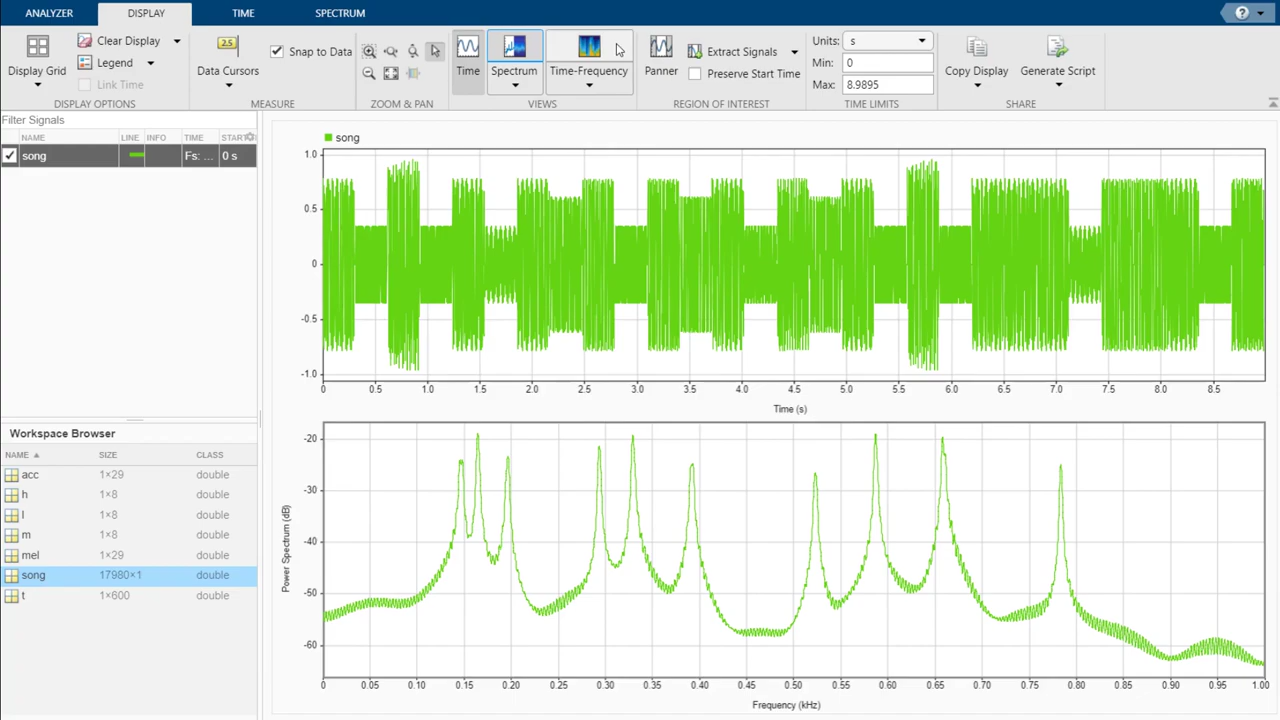 ANALYZER DISPLAY TIME SPECTRUM
Display Grid
Clear Display
Legend
Link Time
DISPLAY OPTIONS
Data Cursors
Snap to Data
MEASURE
ZOOM & PAN
Time
Spectrum
Time-Frequency
VIEWS
Panner
Extract Signals
Preserve Start Time
REGION OF INTEREST
Units: s
Min: 0
Max: 8.9895
TIME LIMITS
Copy Display
Generate Script
SHARE
Filter Signals
NAME LINE INFO TIME START
song Fs: ... 0 s
Workspace Browser
NAME SIZE CLASS
acc 1×29 double
h 1×8 double
l 1×8 double
m 1×8 double
mel 1×29 double
song 17980×1 double
t 1×600 double
song
1.0
0.5
0
-0.5
-1.0
0 0.5 1.0 1.5 2.0 2.5 3.0 3.5 4.0 4.5 5.0 5.5 6.0 6.5 7.0 7.5 8.0 8.5
Time (s)
Power Spectrum (dB)
-20
-30
-40
-50
-60
0 0.05 0.10 0.15 0.20 0.25 0.30 0.35 0.40 0.45 0.50 0.55 0.60 0.65 0.70 0.75 0.80 0.85 0.90 0.95 1.00
Frequency (kHz)